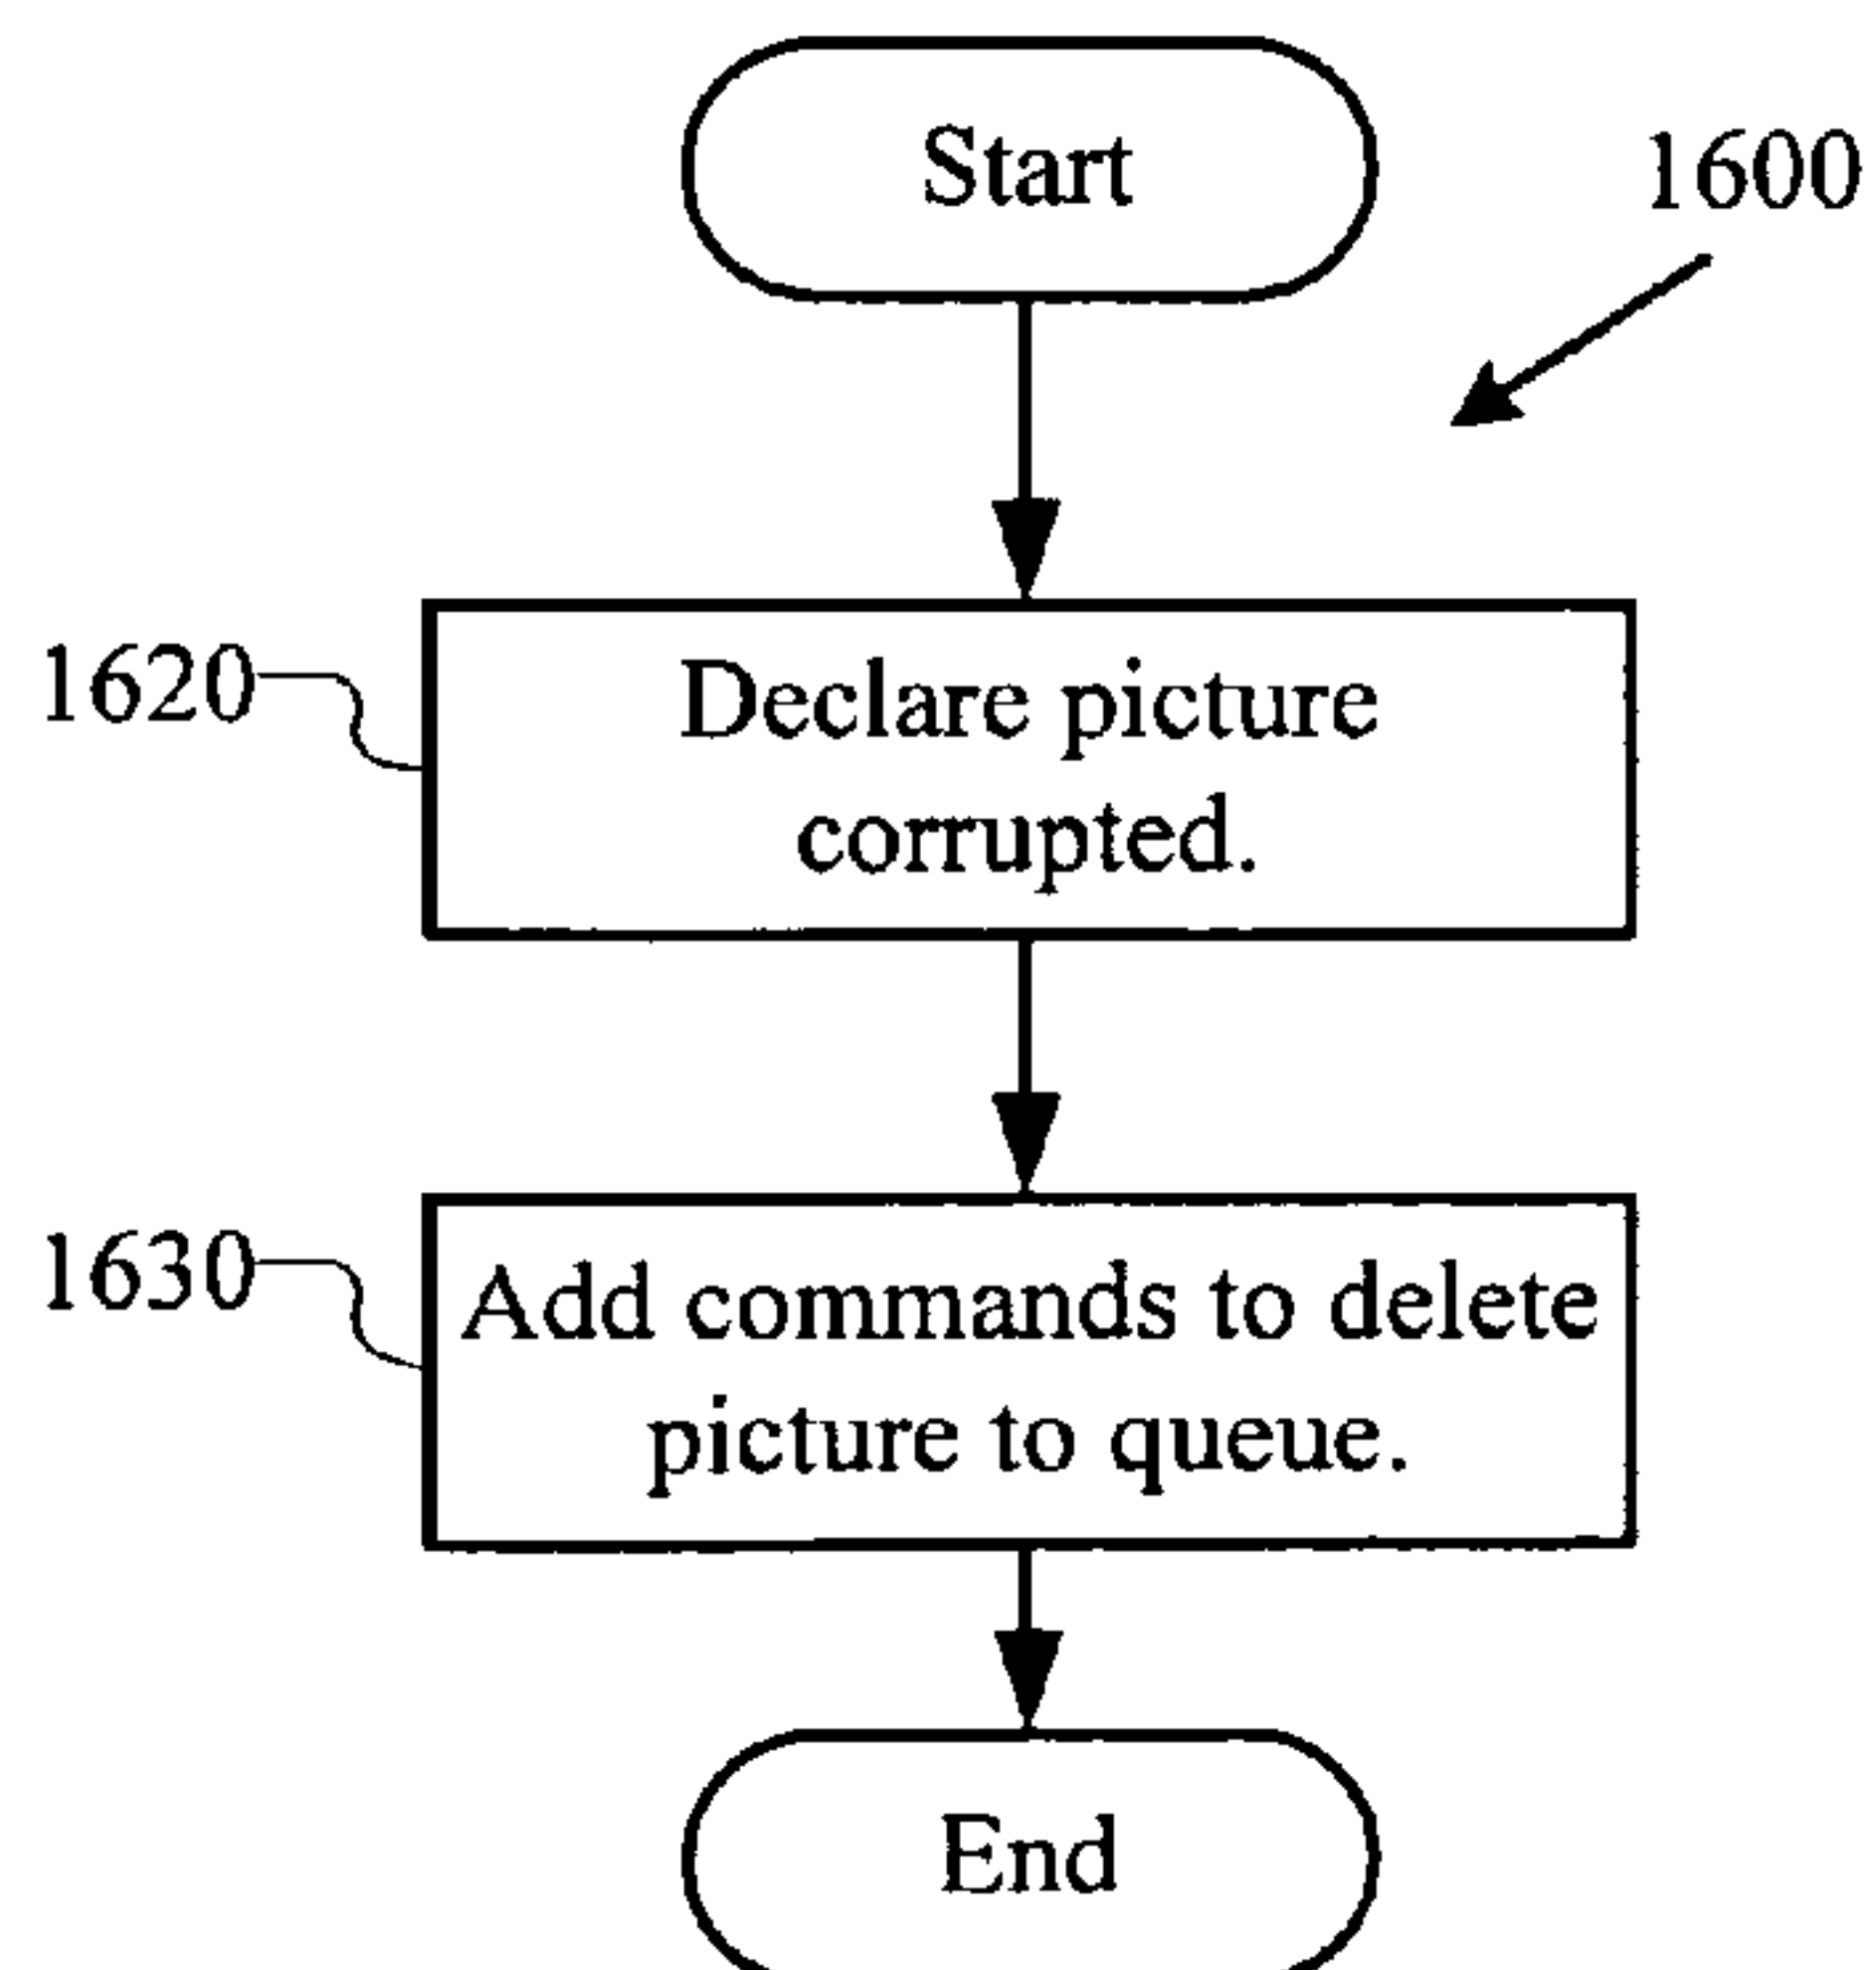 Start
1600
1620
Declare picture
corrupted.
1630
Add commands to delete
picture to queue.
End